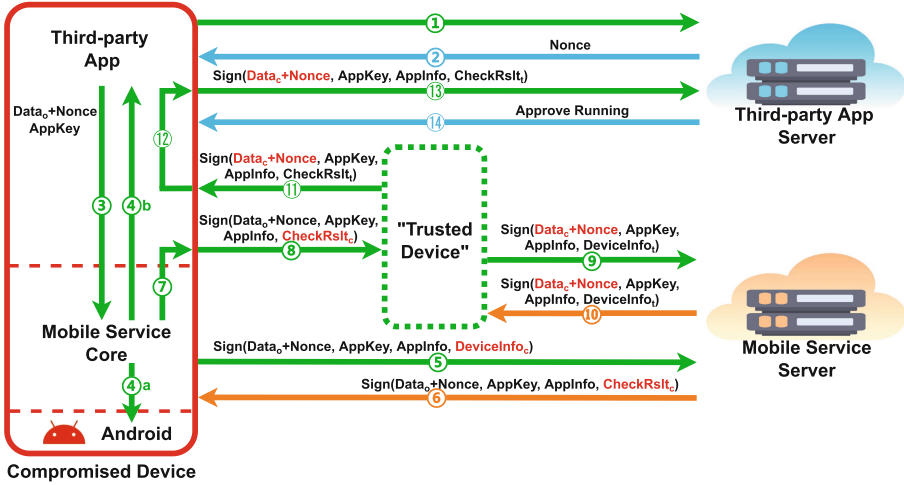 ①
Third-party
App
② Nonce
Sign(Datac+Nonce, AppKey, AppInfo, CheckRsltt)
⑬
Datao+Nonce
AppKey
Approve Running
⑭
Third-party App
Server
⑫
Sign(Datac+Nonce, AppKey,
AppInfo, CheckRsltt)
⑪
③
④b
Sign(Datao+Nonce, AppKey,
AppInfo, CheckRsltc)
⑧
"Trusted
Device"
Sign(Datac+Nonce, AppKey,
AppInfo, DeviceInfot)
⑨
⑦
Sign(Datac+Nonce, AppKey,
AppInfo, DeviceInfot)
⑩
Mobile Service
Core
Mobile Service
Server
Sign(Datao+Nonce, AppKey, AppInfo, DeviceInfoc)
⑤
④a
Sign(Datao+Nonce, AppKey, AppInfo, CheckRsltc)
⑥
Android
Compromised Device